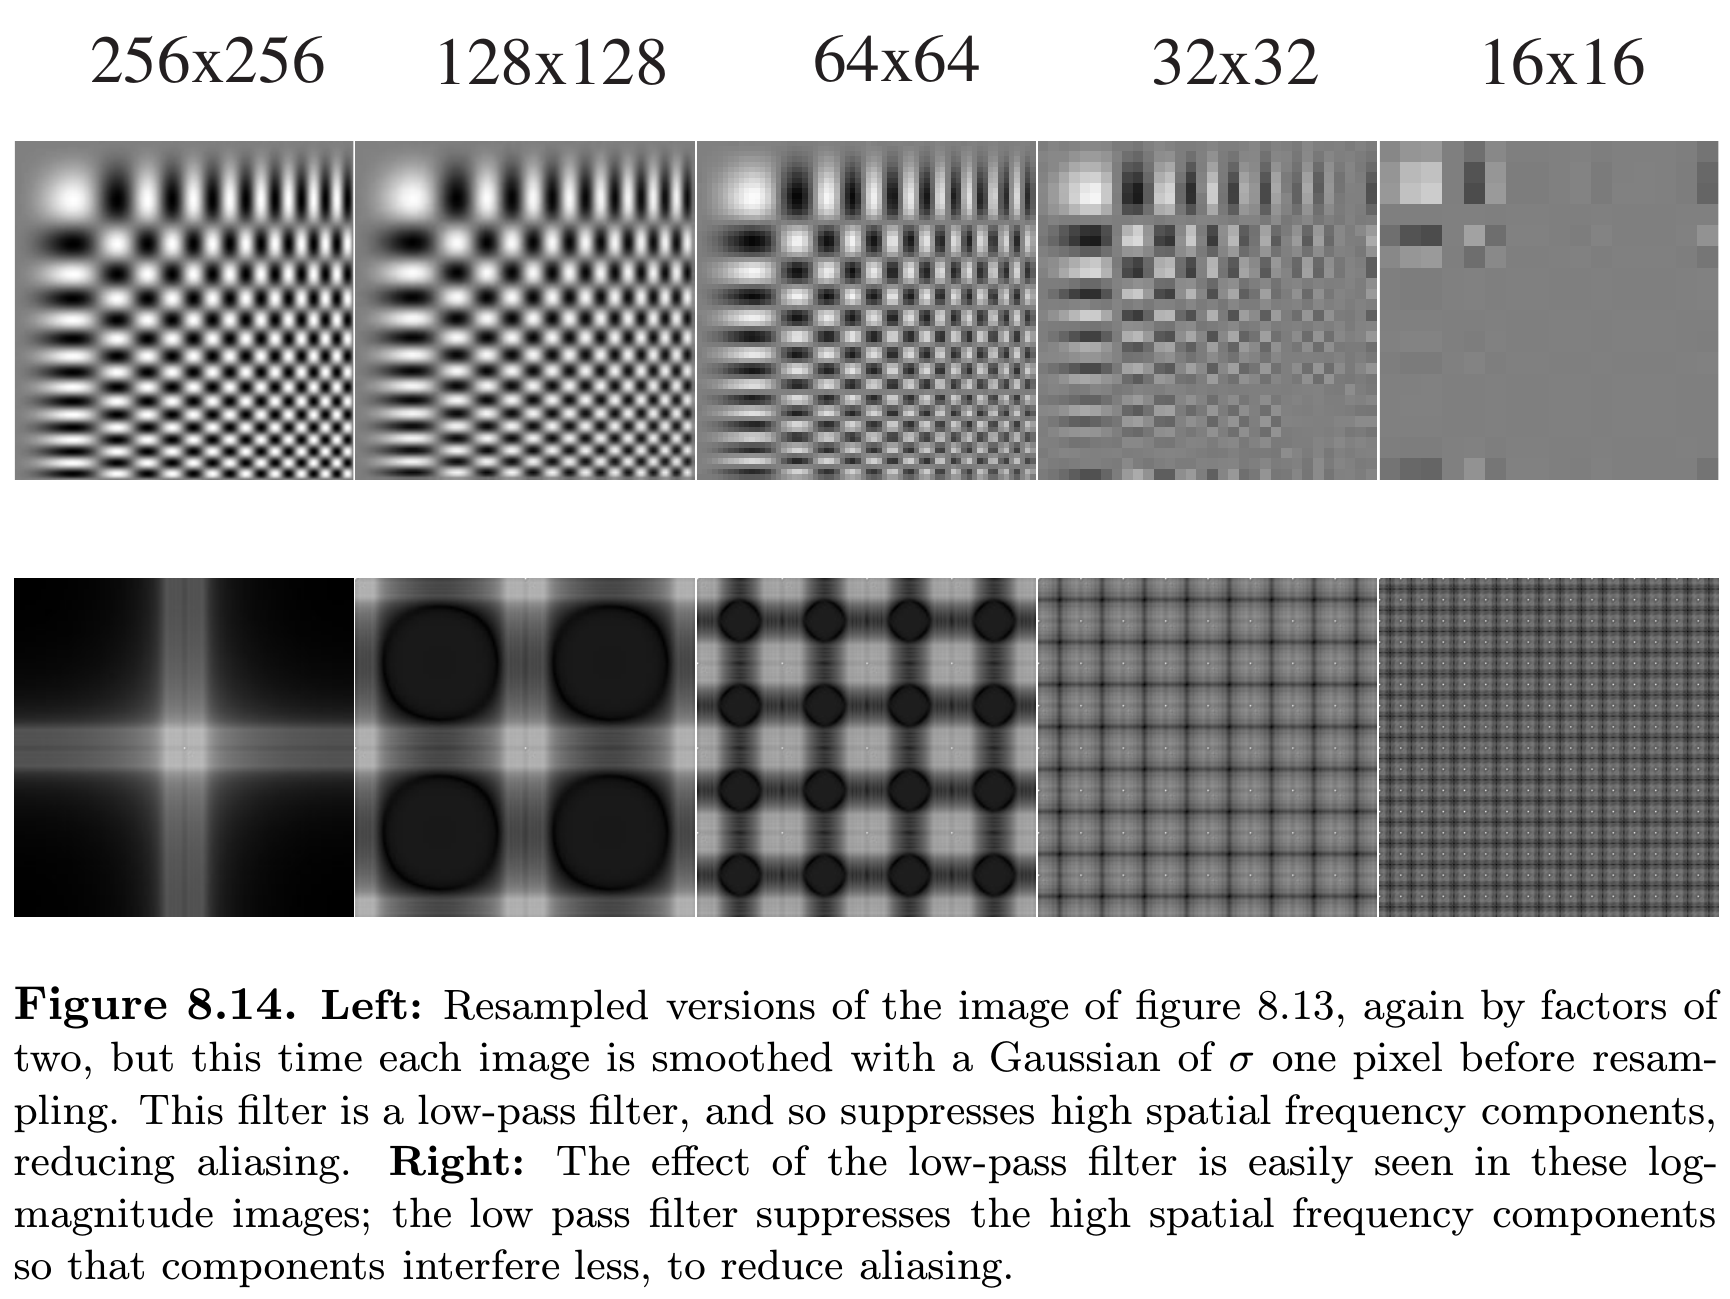 256x256 128x128 64x64 32x32 16x16
Figure 8.14. Left: Resampled versions of the image of figure 8.13, again by factors of
two, but this time each image is smoothed with a Gaussian of σ one pixel before resam-
pling. This filter is a low-pass filter, and so suppresses high spatial frequency components,
reducing aliasing. Right: The effect of the low-pass filter is easily seen in these log-
magnitude images; the low pass filter suppresses the high spatial frequency components
so that components interfere less, to reduce aliasing.